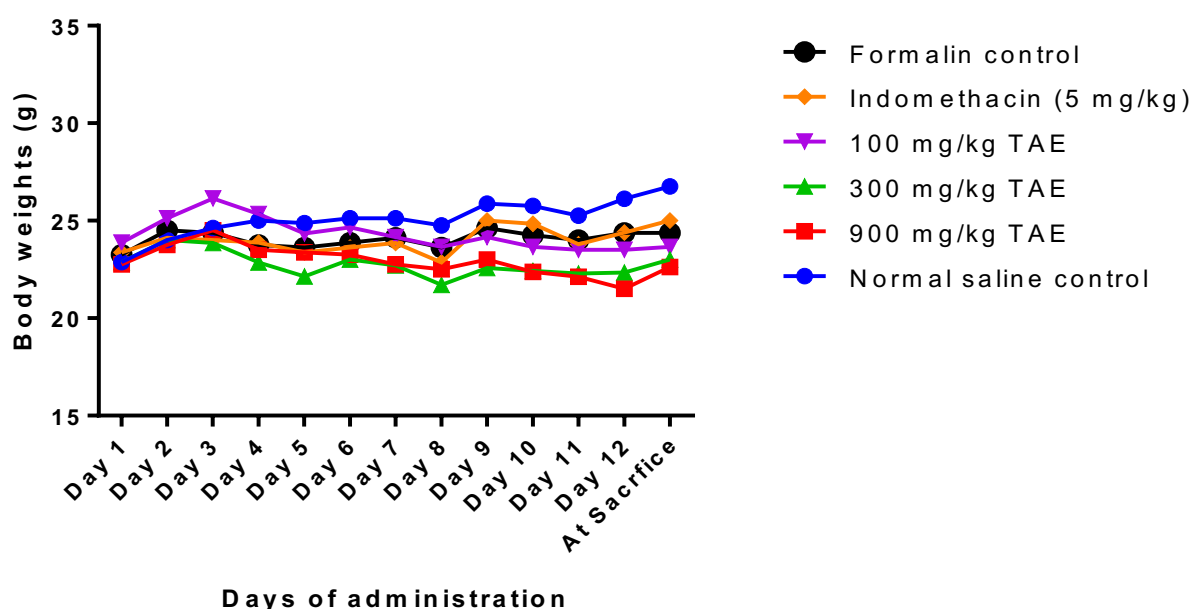 35
30
25
20
15
Body weights (g)
Day 1
Day 2
Day 3
Day 4
Day 5
Day 6
Day 7
Day 8
Day 9
Day 10
Day 11
Day 12
At Sacrfice
Days of administration
Formalin control
Indomethacin (5 mg/kg)
100 mg/kg TAE
300 mg/kg TAE
900 mg/kg TAE
Normal saline control